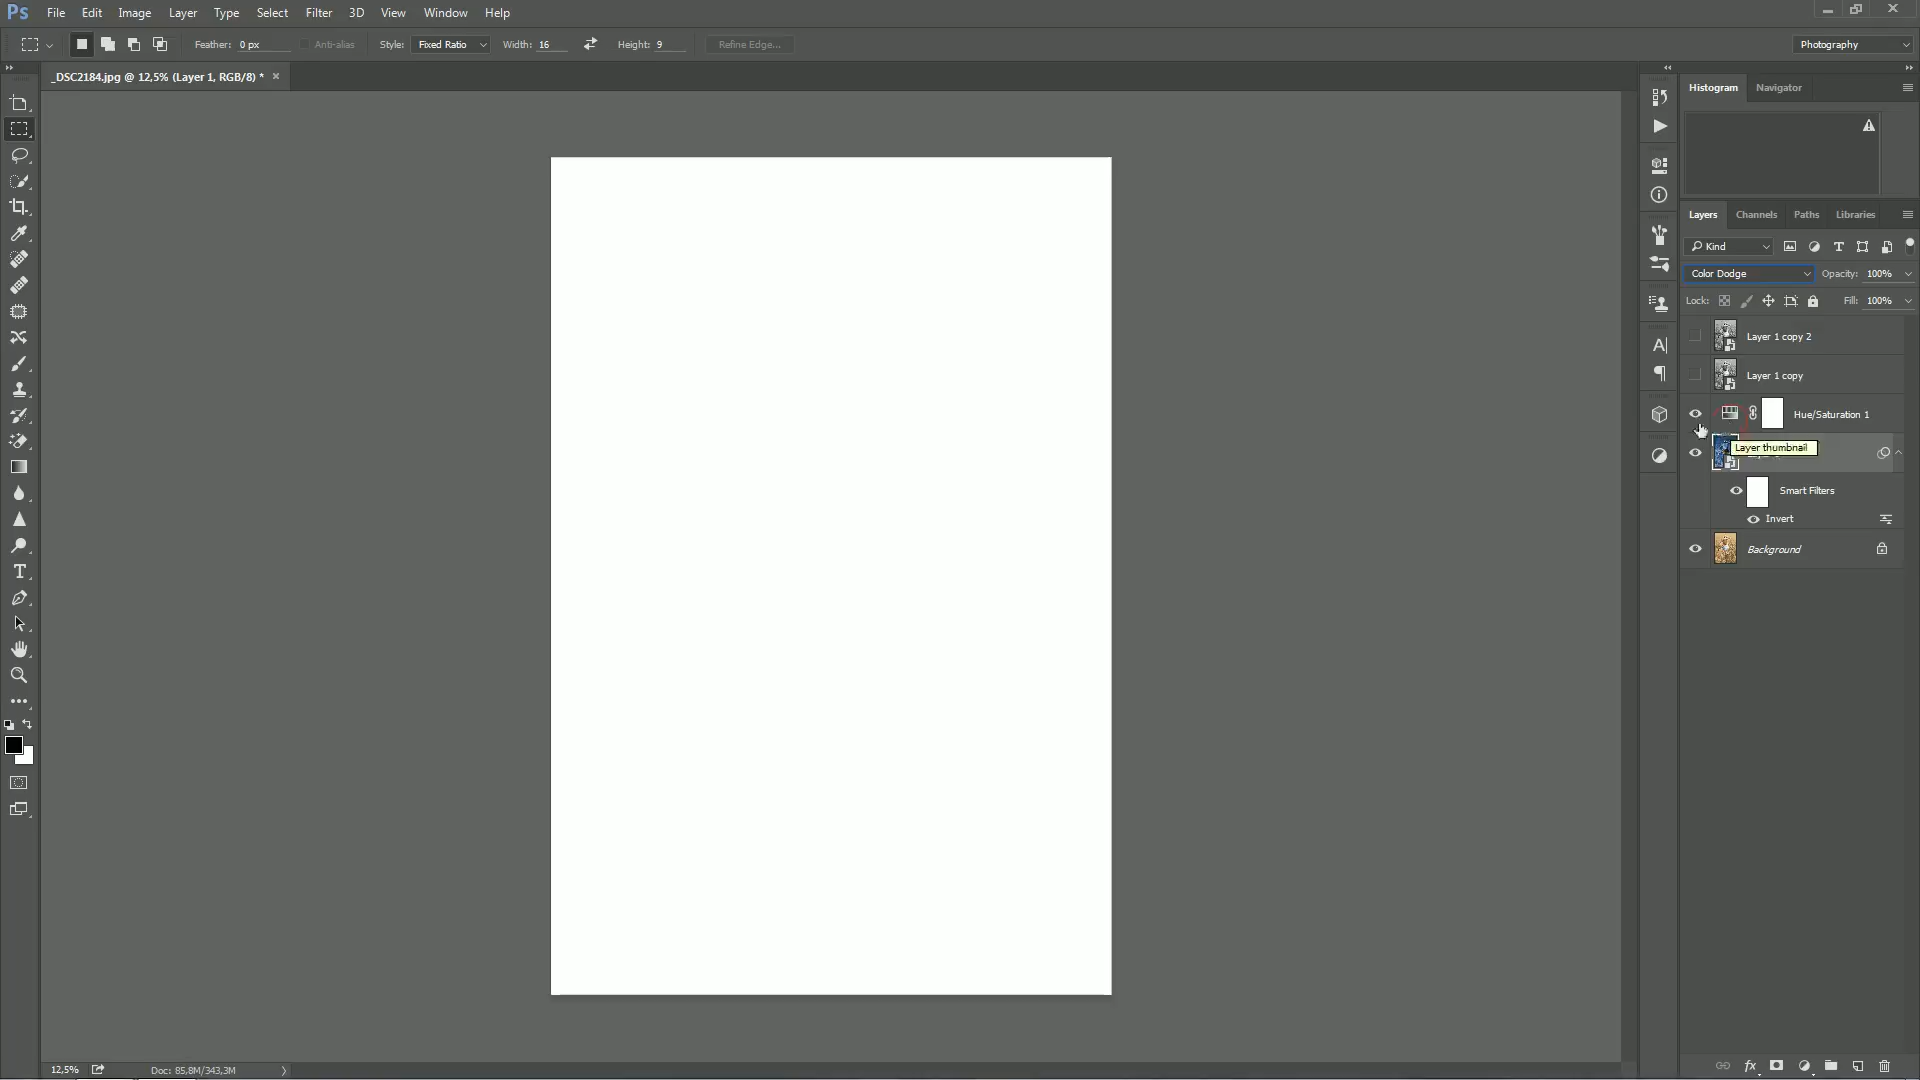 Ps File Edit Image Layer Type Select Filter 3D View Window Help
Feather: 0 px Anti-alias Style: Fixed Ratio Width: 16 Height: 9 Refine Edge... Photography
_DSC2184.jpg @ 12,5% (Layer 1, RGB/8) *
Histogram Navigator
Layers Channels Paths Libraries
Kind
Color Dodge Opacity: 100%
Lock: Fill: 100%
Layer 1 copy 2
Layer 1 copy
Hue/Saturation 1
Layer thumbnail
Smart Filters
Invert
Background
12,5% Doc: 85,8M/343,3M